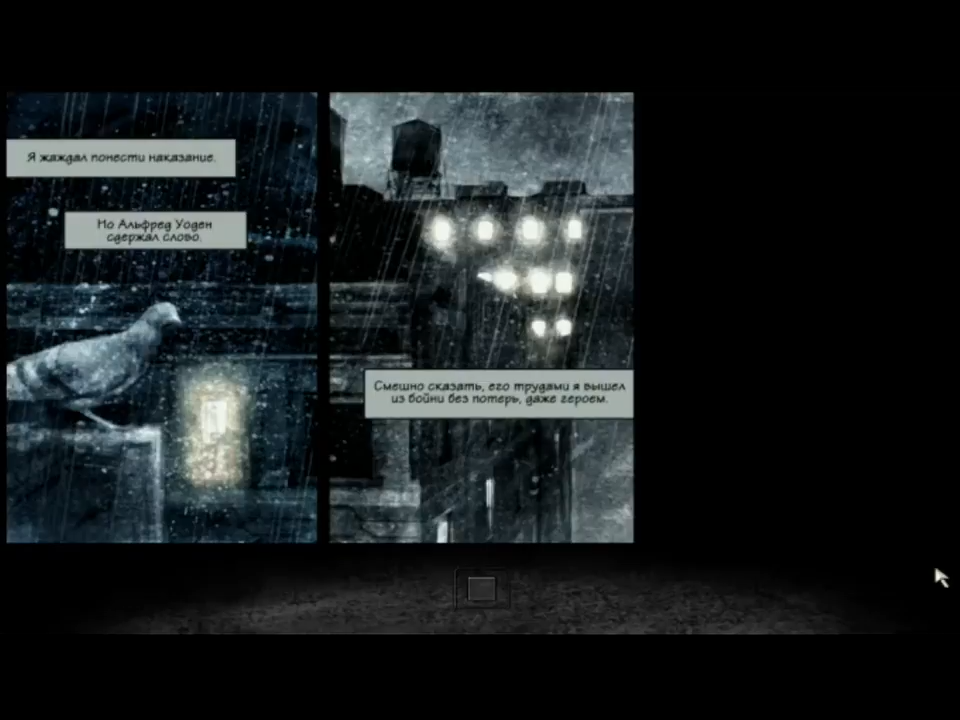 Я жаждал понести наказание.
Но Альфред Уоден
сдержал слово.
Смешно сказать, его трудами я вышел
из бойни без потерь, даже героем.